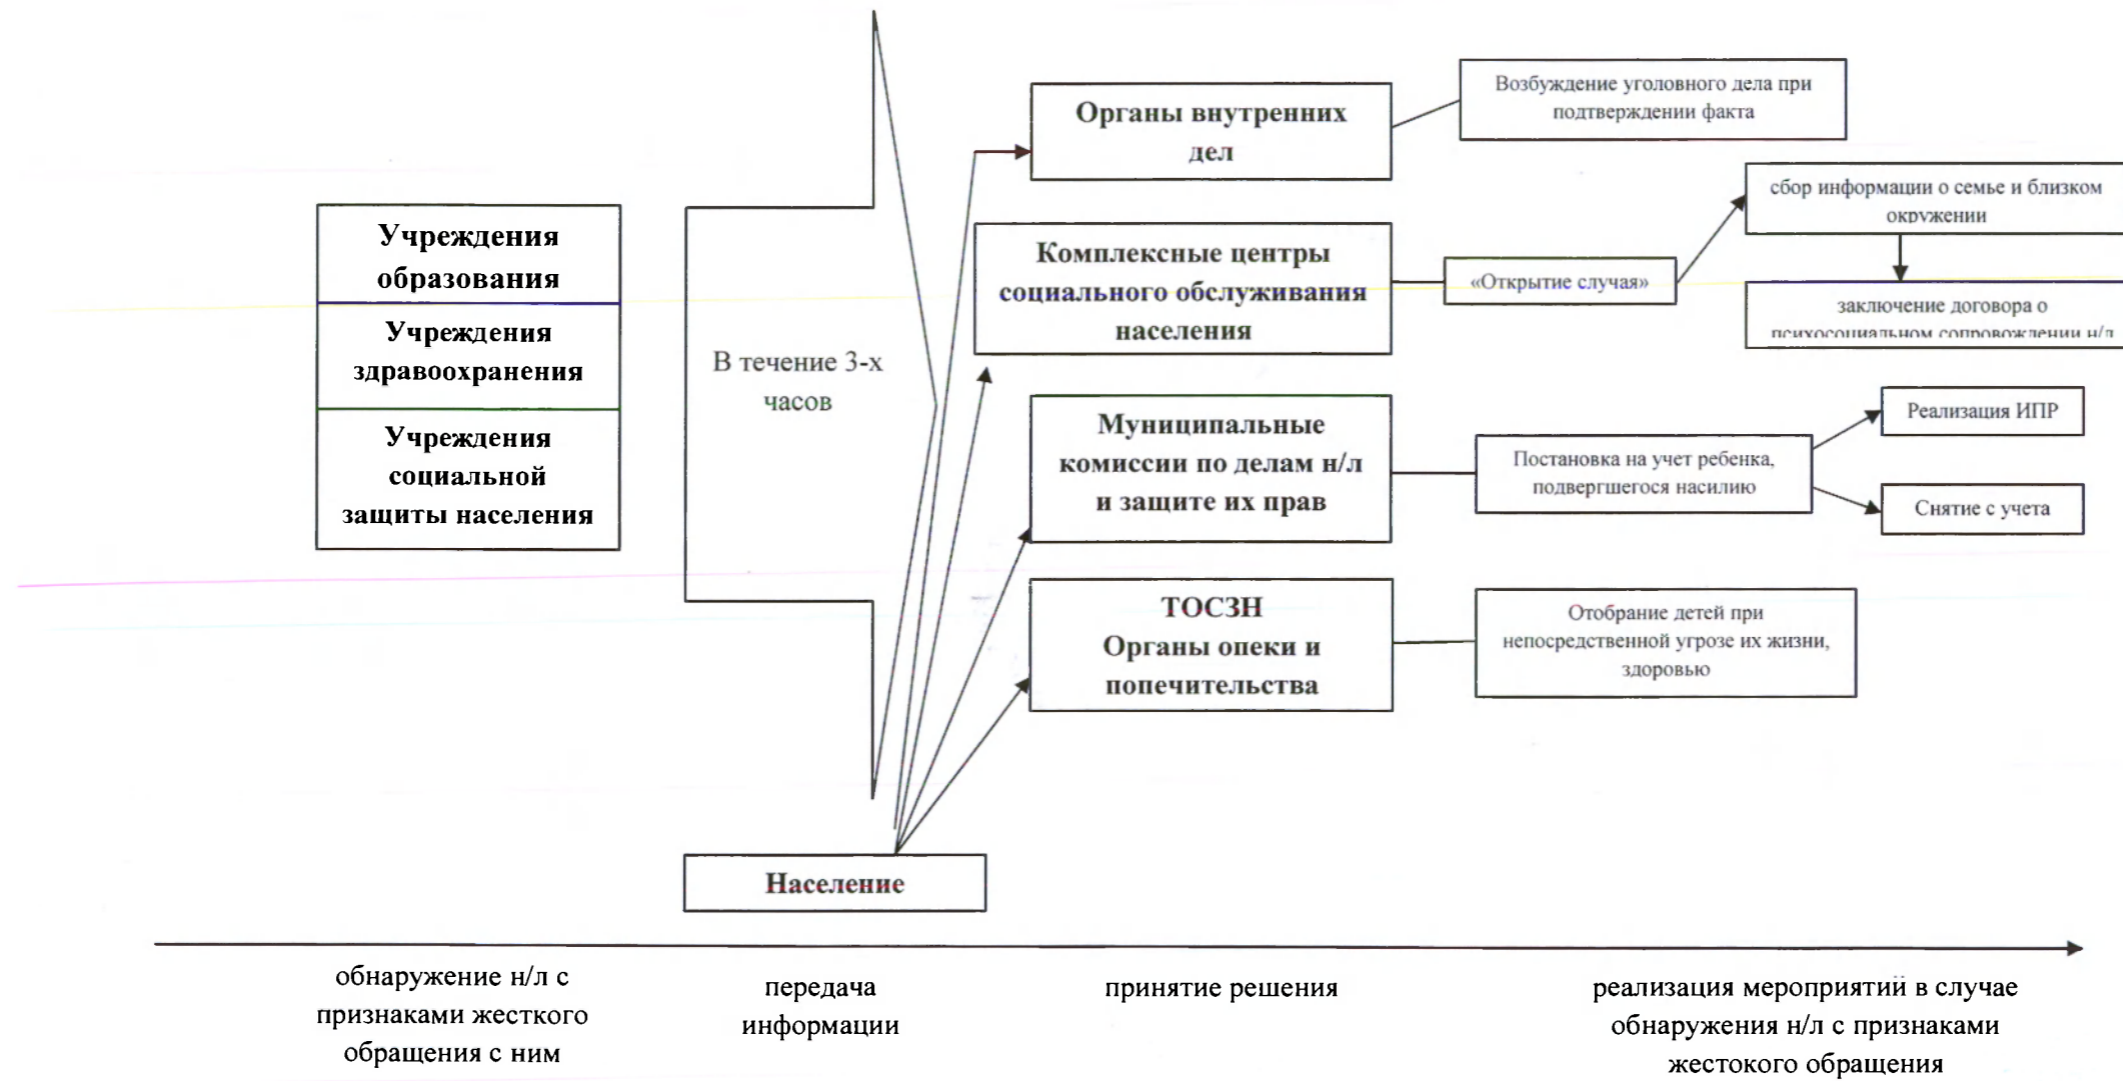 Учреждения
образования
Учреждения
здравоохранения
Учреждения
социальной
защиты населения
В течение 3-х
часов
Население
Органы внутренних
дел
Комплексные центры
социального обслуживания
населения
Муниципальные
комиссии по делам н/л
и защите их прав
ТОСЗН
Органы опеки и
попечительства
Возбуждение уголовного дела при
подтверждении факта
«Открытие случая»
сбор информации о семье и близком
окружении
заключение договора о
психосоциальном сопровождении н/л
Постановка на учет ребенка,
подвергшегося насилию
Реализация ИПР
Снятие с учета
Отобрание детей при
непосредственной угрозе их жизни,
здоровью
обнаружение н/л с
признаками жесткого
обращения с ним
передача
информации
принятие решения
реализация мероприятий в случае
обнаружения н/л с признаками
жестокого обращения